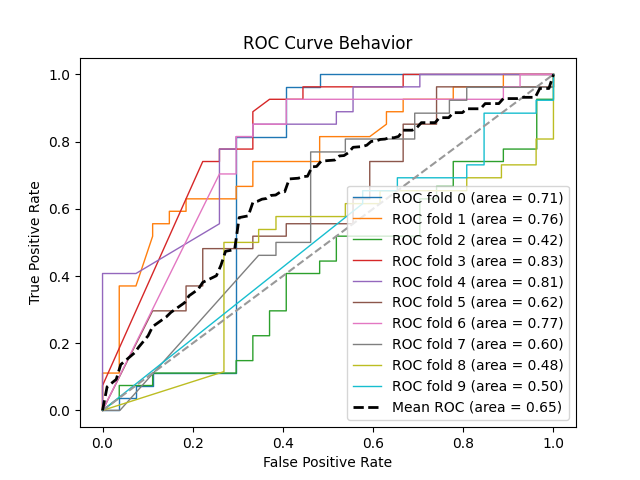 ROC Curve Behavior
True Positive Rate
1.0
0.8
0.6
0.4
0.2
0.0
ROC fold 0 (area = 0.71)
ROC fold 1 (area = 0.76)
ROC fold 2 (area = 0.42)
ROC fold 3 (area = 0.83)
ROC fold 4 (area = 0.81)
ROC fold 5 (area = 0.62)
ROC fold 6 (area = 0.77)
ROC fold 7 (area = 0.60)
ROC fold 8 (area = 0.48)
ROC fold 9 (area = 0.50)
Mean ROC (area = 0.65)
0.0 0.2 0.4 0.6 0.8 1.0
False Positive Rate